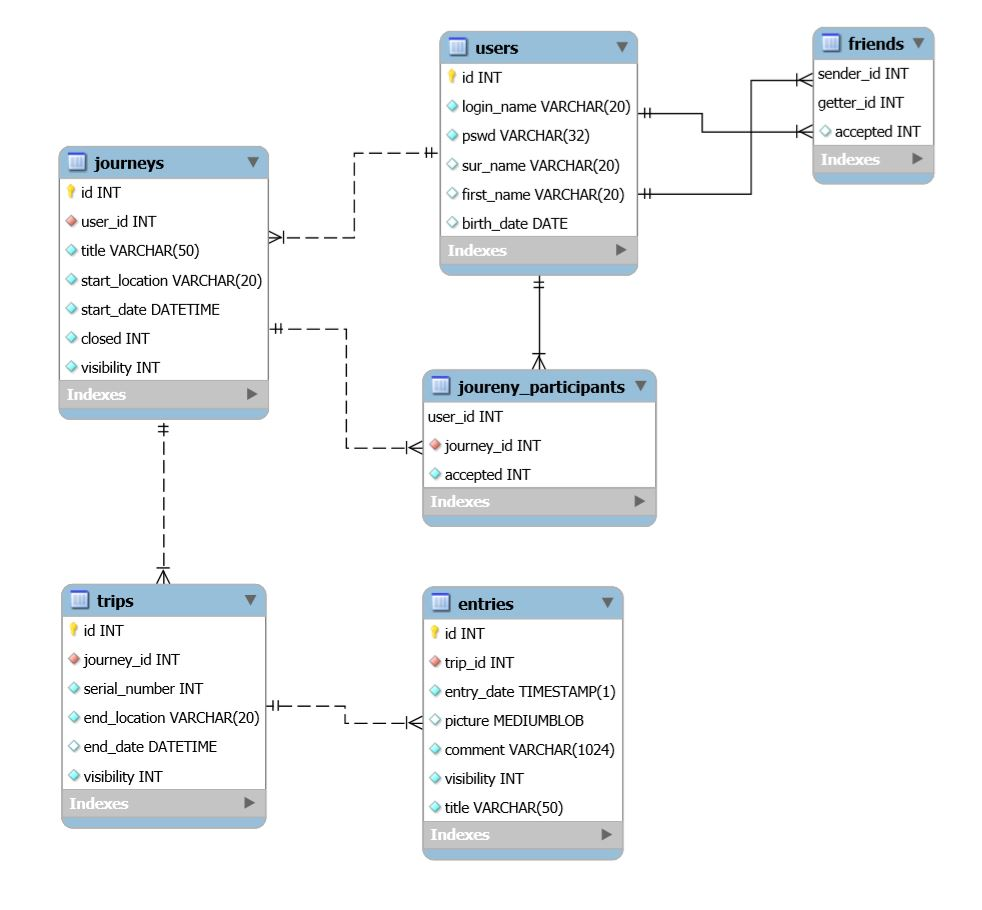 users
id INT
login_name VARCHAR(20)
pswd VARCHAR(32)
sur_name VARCHAR(20)
first_name VARCHAR(20)
birth_date DATE
Indexes
friends
sender_id INT
getter_id INT
accepted INT
Indexes
journeys
id INT
user_id INT
title VARCHAR(50)
start_location VARCHAR(20)
start_date DATETIME
closed INT
visibility INT
Indexes
joureny_participants
user_id INT
journey_id INT
accepted INT
Indexes
trips
id INT
journey_id INT
serial_number INT
end_location VARCHAR(20)
end_date DATETIME
visibility INT
Indexes
entries
id INT
trip_id INT
entry_date TIMESTAMP(1)
picture MEDIUMBLOB
comment VARCHAR(1024)
visibility INT
title VARCHAR(50)
Indexes